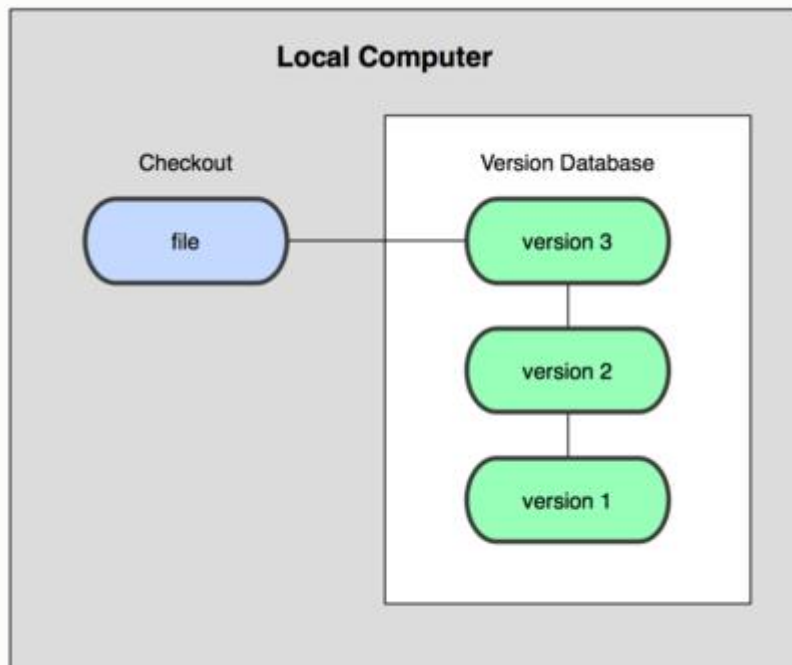 Local Computer
Checkout
Version Database
file
version 3
version 2
version 1